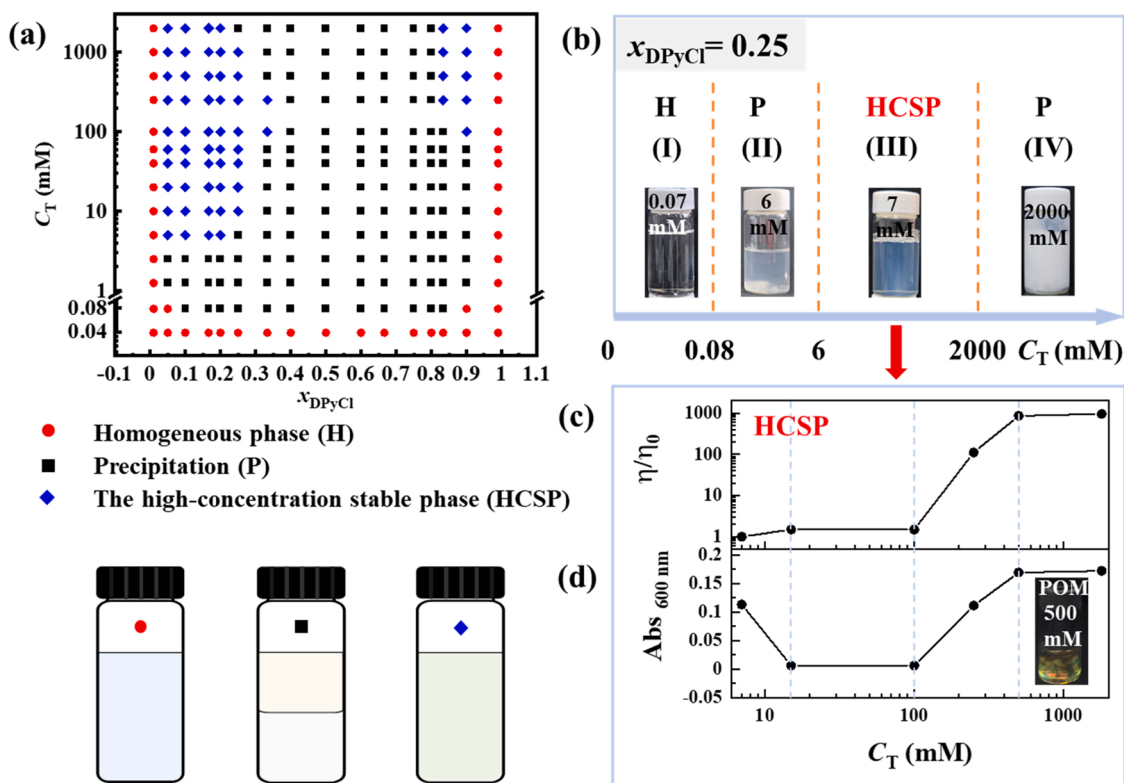 (a)
1000
100
10
1
0.08
0.04
C_T (mM)
-0.1 0 0.1 0.2 0.3 0.4 0.5 0.6 0.7 0.8 0.9 1 1.1
x_DPyCl
Homogeneous phase (H)
Precipitation (P)
The high-concentration stable phase (HCSP)
(b)
x_DPyCl= 0.25
H P HCSP P
(I) (II) (III) (IV)
0.07
mM
6
mM
7
mM
2000
mM
0 0.08 6 2000 C_T (mM)
(c)
HCSP
1000
100
10
1
η/η0
(d)
0.2
0.15
0.10
0.05
0
-0.05
Abs 600 nm
POM
500
mM
10 100 1000
C_T (mM)